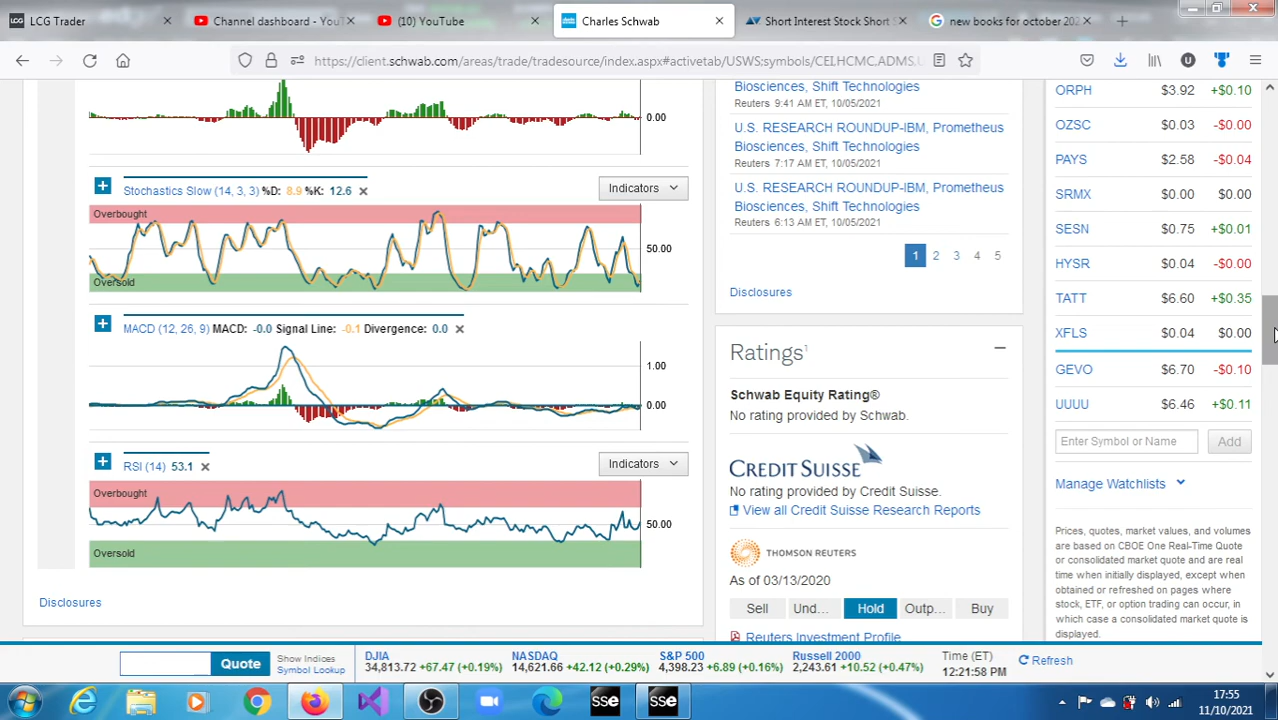 LCG Trader
Channel dashboard - YouT
(10) YouTube
Charles Schwab
Short Interest Stock Short S
new books for october 202
https://client.schwab.com/areas/trade/tradesource/index.aspx#activetab/USWS:symbols/CELHCMC.ADMS.U
0.00
Stochastics Slow (14, 3, 3) %D: 8.9 %K: 12.6
Indicators
Overbought
50.00
Oversold
MACD (12, 26, 9) MACD: -0.0 Signal Line: -0.1 Divergence: 0.0
1.00
0.00
RSI (14) 53.1
Indicators
Overbought
50.00
Oversold
Disclosures
Biosciences, Shift Technologies
Reuters 9:41 AM ET, 10/05/2021
U.S. RESEARCH ROUNDUP-IBM, Prometheus
Biosciences, Shift Technologies
Reuters 7:17 AM ET, 10/05/2021
U.S. RESEARCH ROUNDUP-IBM, Prometheus
Biosciences, Shift Technologies
Reuters 6:13 AM ET, 10/05/2021
1 2 3 4 5
Disclosures
Ratings1
Schwab Equity Rating®
No rating provided by Schwab.
CREDIT SUISSE
No rating provided by Credit Suisse.
View all Credit Suisse Research Reports
THOMSON REUTERS
As of 03/13/2020
Sell Und... Hold Outp... Buy
Reuters Investment Profile
ORPH $3.92 +$0.10
OZSC $0.03 -$0.00
PAYS $2.58 -$0.04
SRMX $0.00 $0.00
SESN $0.75 +$0.01
HYSR $0.04 -$0.00
TATT $6.60 +$0.35
XFLS $0.04 $0.00
GEVO $6.70 -$0.10
UUUU $6.46 +$0.11
Enter Symbol or Name Add
Manage Watchlists
Prices, quotes, market values, and volumes
are based on CBOE One Real-Time Quote
or consolidated market quote and are real
time when initially displayed, except when
obtained or refreshed on pages where
stock, ETF, or option trading can occur, in
which case a consolidated market quote is
displayed.
Quote
Show Indices
Symbol Lookup
DJIA
34,813.72 +67.47 (+0.19%)
NASDAQ
14,621.66 +42.12 (+0.29%)
S&P 500
4,398.23 +6.89 (+0.16%)
Russell 2000
2,243.61 +10.52 (+0.47%)
Time (ET)
12:21:58 PM
Refresh
sse
sse
17:55
11/10/2021